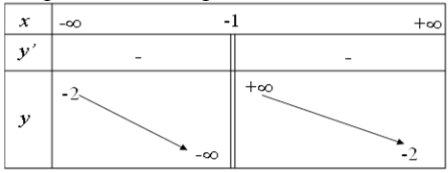 x -∞ -1 +∞
y' - -
-2 +∞
y
-∞ -2